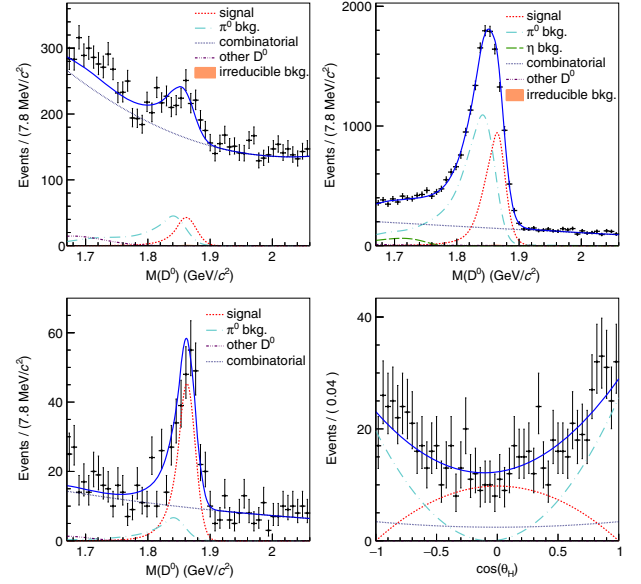 signal
π⁰ bkg.
combinatorial
other D⁰
irreducible bkg.
Events / (7.8 MeV/c²)
300
200
100
0
1.7 1.8 1.9 2
M(D⁰) (GeV/c²)
signal
π⁰ bkg.
η bkg.
combinatorial
other D⁰
irreducible bkg.
Events / (7.8 MeV/c²)
2000
1000
0
1.7 1.8 1.9 2
M(D⁰) (GeV/c²)
signal
π⁰ bkg.
other D⁰
combinatorial
Events / (7.8 MeV/c²)
60
40
20
0
1.7 1.8 1.9 2
M(D⁰) (GeV/c²)
Events / ( 0.04 )
40
20
0
−1 −0.5 0 0.5 1
cos(θH)